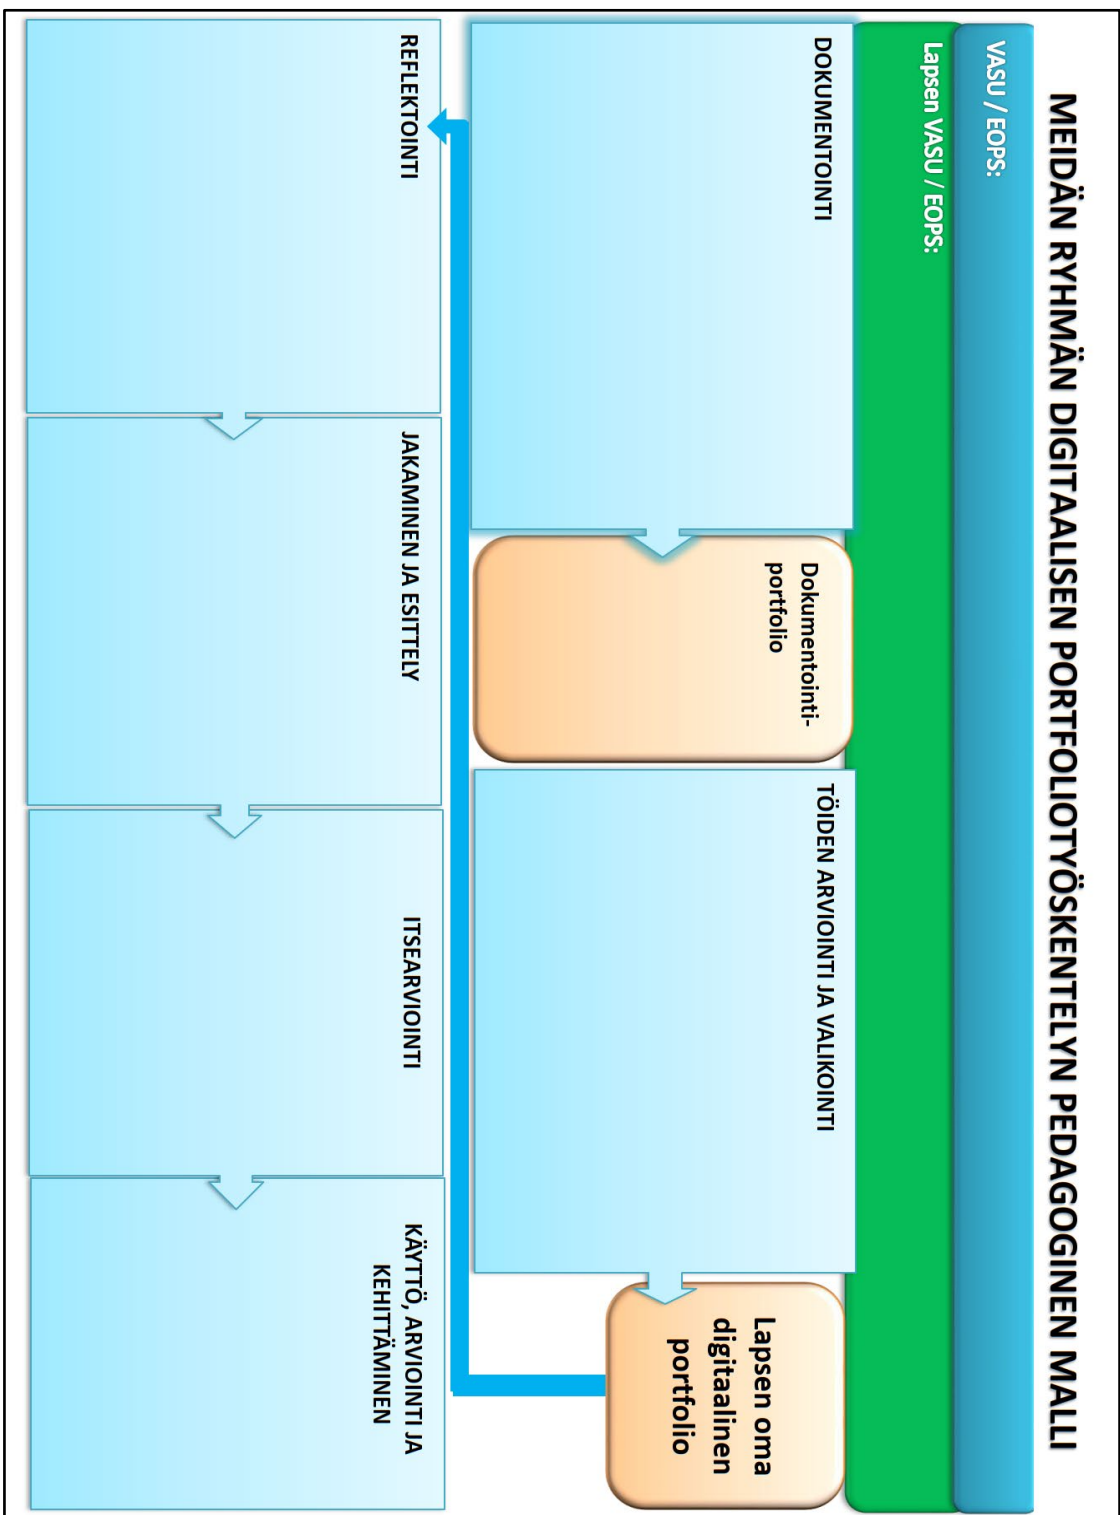 MEIDÄN RYHMÄN DIGITAALISEN PORTFOLIOTYÖSKENTELYN PEDAGOGINEN MALLI
VASU / EOPS:
Lapsen VASU / EOPS:
DOKUMENTOINTI
Dokumentointi-
portfolio
TÖIDEN ARVIOINTI JA VALIKOINTI
Lapsen oma
digitaalinen
portfolio
REFLEKTOINTI
JAKAMINEN JA ESITTELY
ITSEARVIOINTI
KÄYTTÖ, ARVIOINTI JA
KEHITTÄMINEN